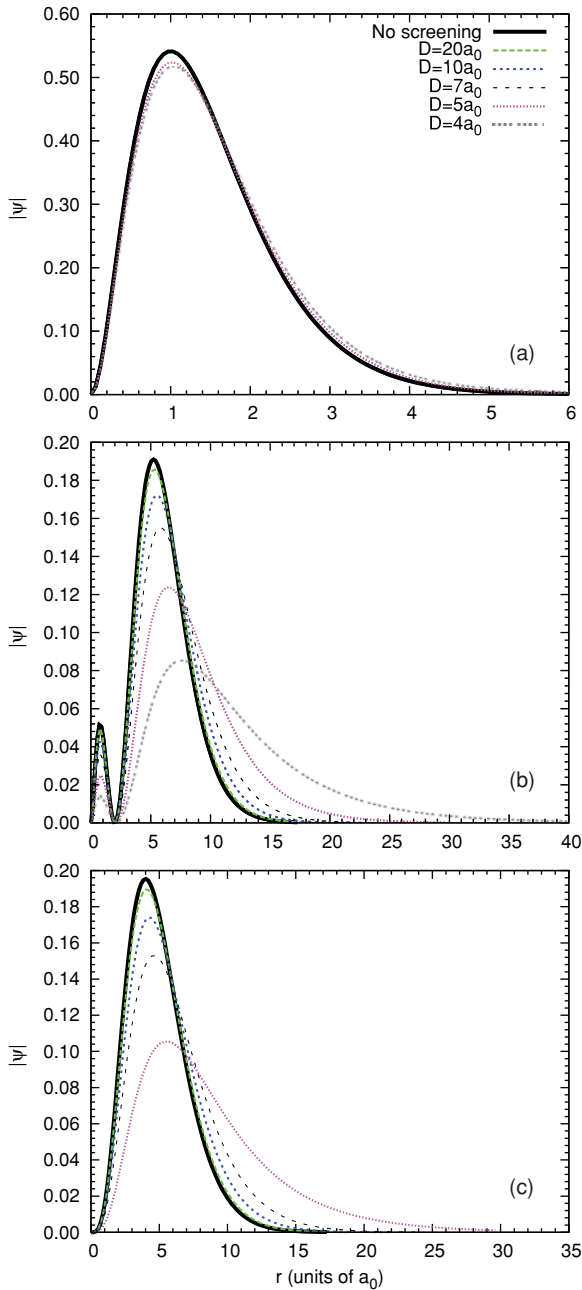 0.60
No screening
D=20a0
D=10a0
D=7a0
D=5a0
D=4a0
0.50
0.40
|ψ|
0.30
0.20
0.10
(a)
0.00
0 1 2 3 4 5 6
0.20
0.18
0.16
0.14
0.12
|ψ|
0.10
0.08
0.06
0.04
(b)
0.02
0.00
0 5 10 15 20 25 30 35 40
0.20
0.18
0.16
0.14
0.12
|ψ|
0.10
0.08
0.06
0.04
(c)
0.02
0.00
0 5 10 15 20 25 30 35
r (units of a0)